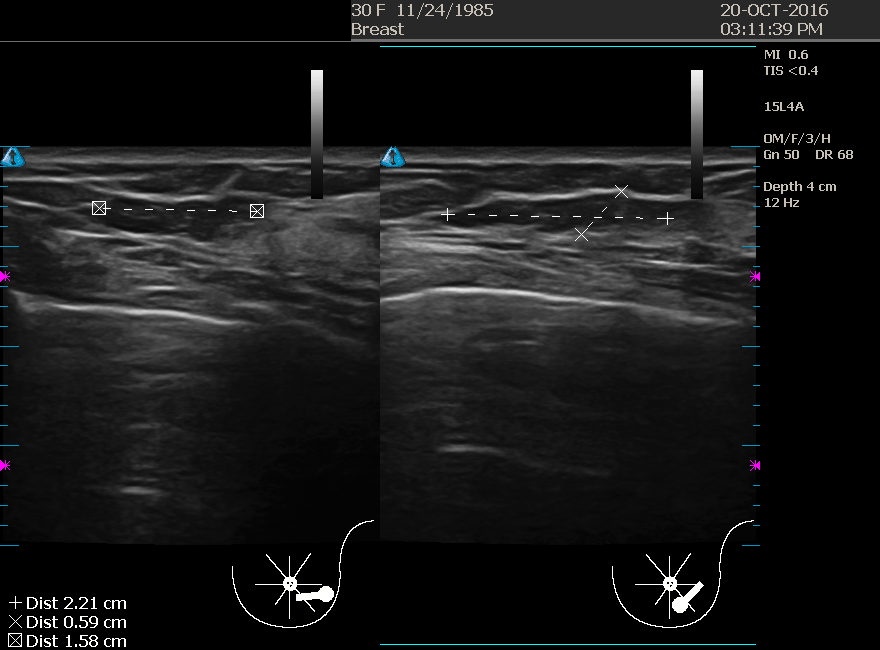 30 F 11/24/1985
20-OCT-2016
Breast
03:11:39 PM
MI 0.6
TIS <0.4
15L4A
OM/F/3/H
Gn 50 DR 68
Depth 4 cm
12 Hz
Dist 2.21 cm
Dist 0.59 cm
Dist 1.58 cm